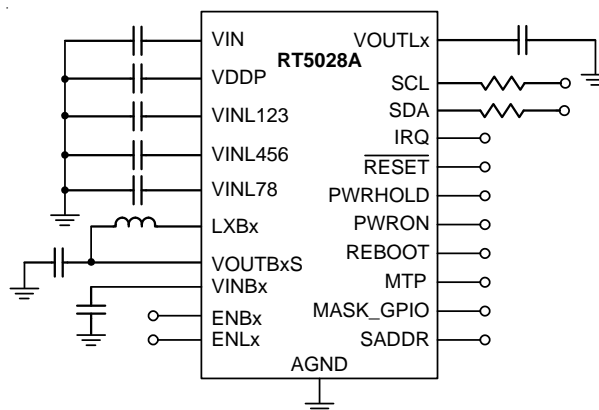 VIN
VDDP
VINL123
VINL456
VINL78
LXBx
VOUTBxS
VINBx
ENBx
ENLx
RT5028A
VOUTLx
SCL
SDA
IRQ
RESET
PWRHOLD
PWRON
REBOOT
MTP
MASK_GPIO
SADDR
AGND